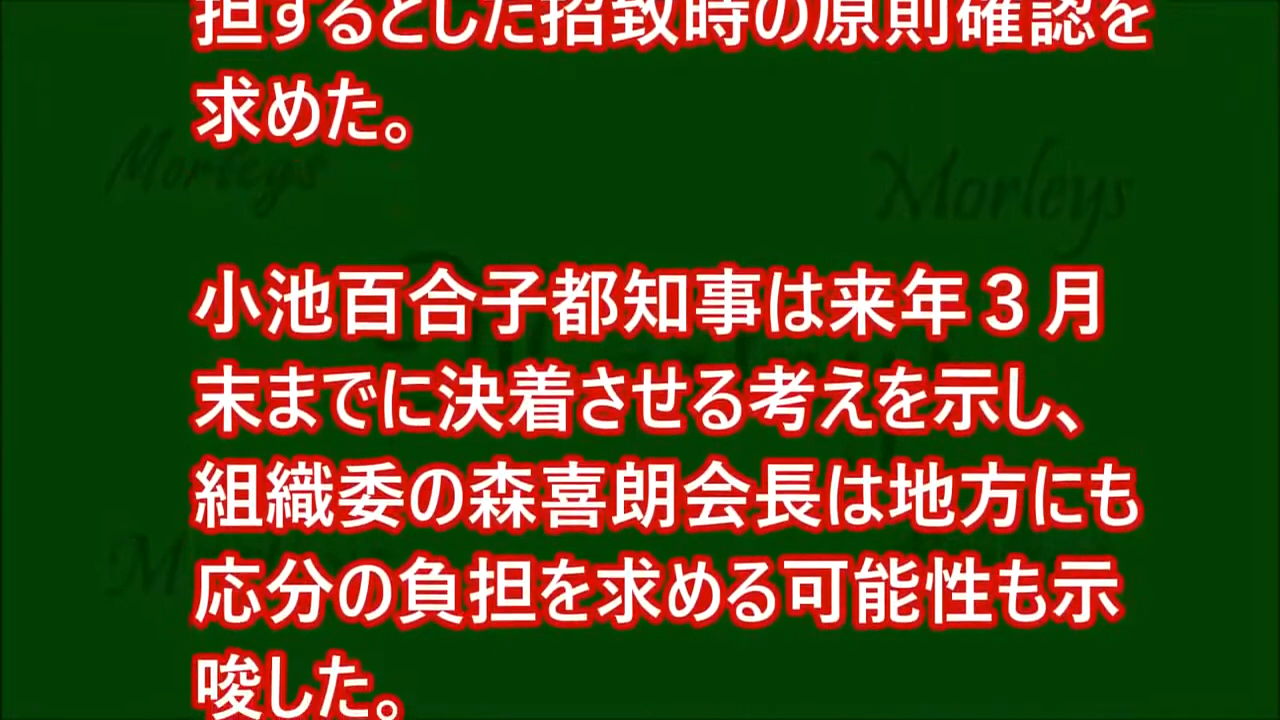 担するとした招致時の原則確認を
求めた。
Morleys
Morleys
小池百合子都知事は来年３月
末までに決着させる考えを示し、
組織委の森喜朗会長は地方にも
応分の負担を求める可能性も示
唆した。